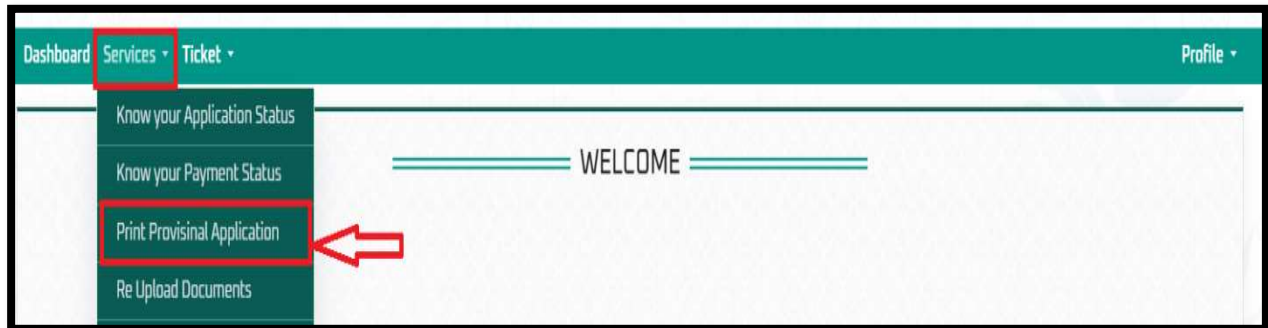 Dashboard Services Ticket Profile
Know your Application Status
WELCOME
Know your Payment Status
Print Provisinal Application
Re Upload Documents